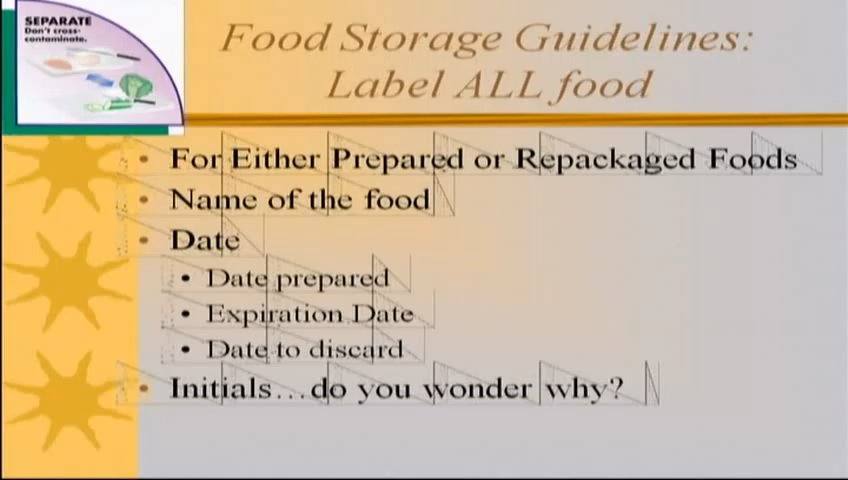 SEPARATE
Don't cross-
contaminate.
Food Storage Guidelines:
Label ALL food
• For Either Prepared or Repackaged Foods
• Name of the food
• Date
• Date prepared
• Expiration Date
• Date to discard
• Initials…do you wonder why?